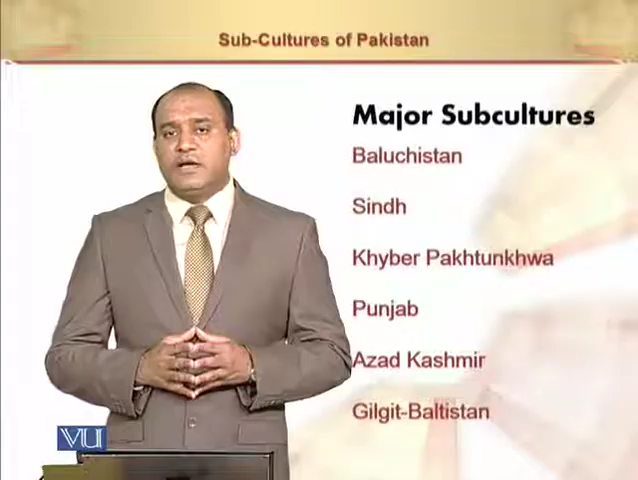 Sub-Cultures of Pakistan
Major Subcultures
Baluchistan
Sindh
Khyber Pakhtunkhwa
Punjab
Azad Kashmir
Gilgit-Baltistan
VU